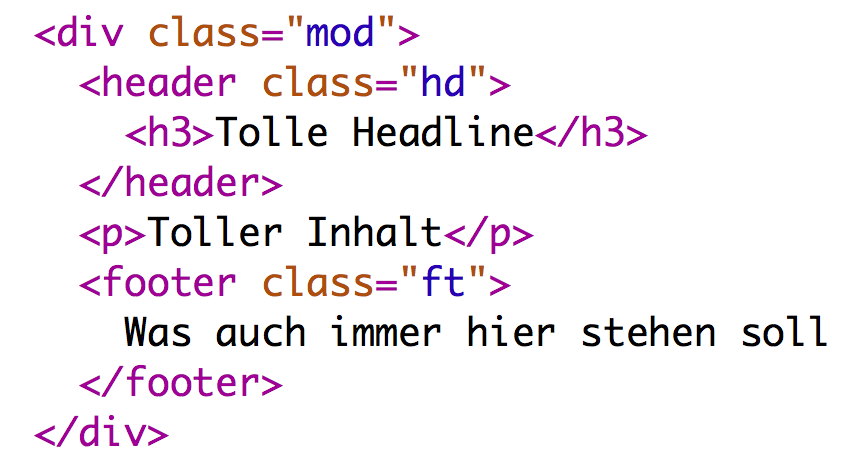 <div class="mod">
  <header class="hd">
    <h3>Tolle Headline</h3>
  </header>
  <p>Toller Inhalt</p>
  <footer class="ft">
    Was auch immer hier stehen soll
  </footer>
</div>